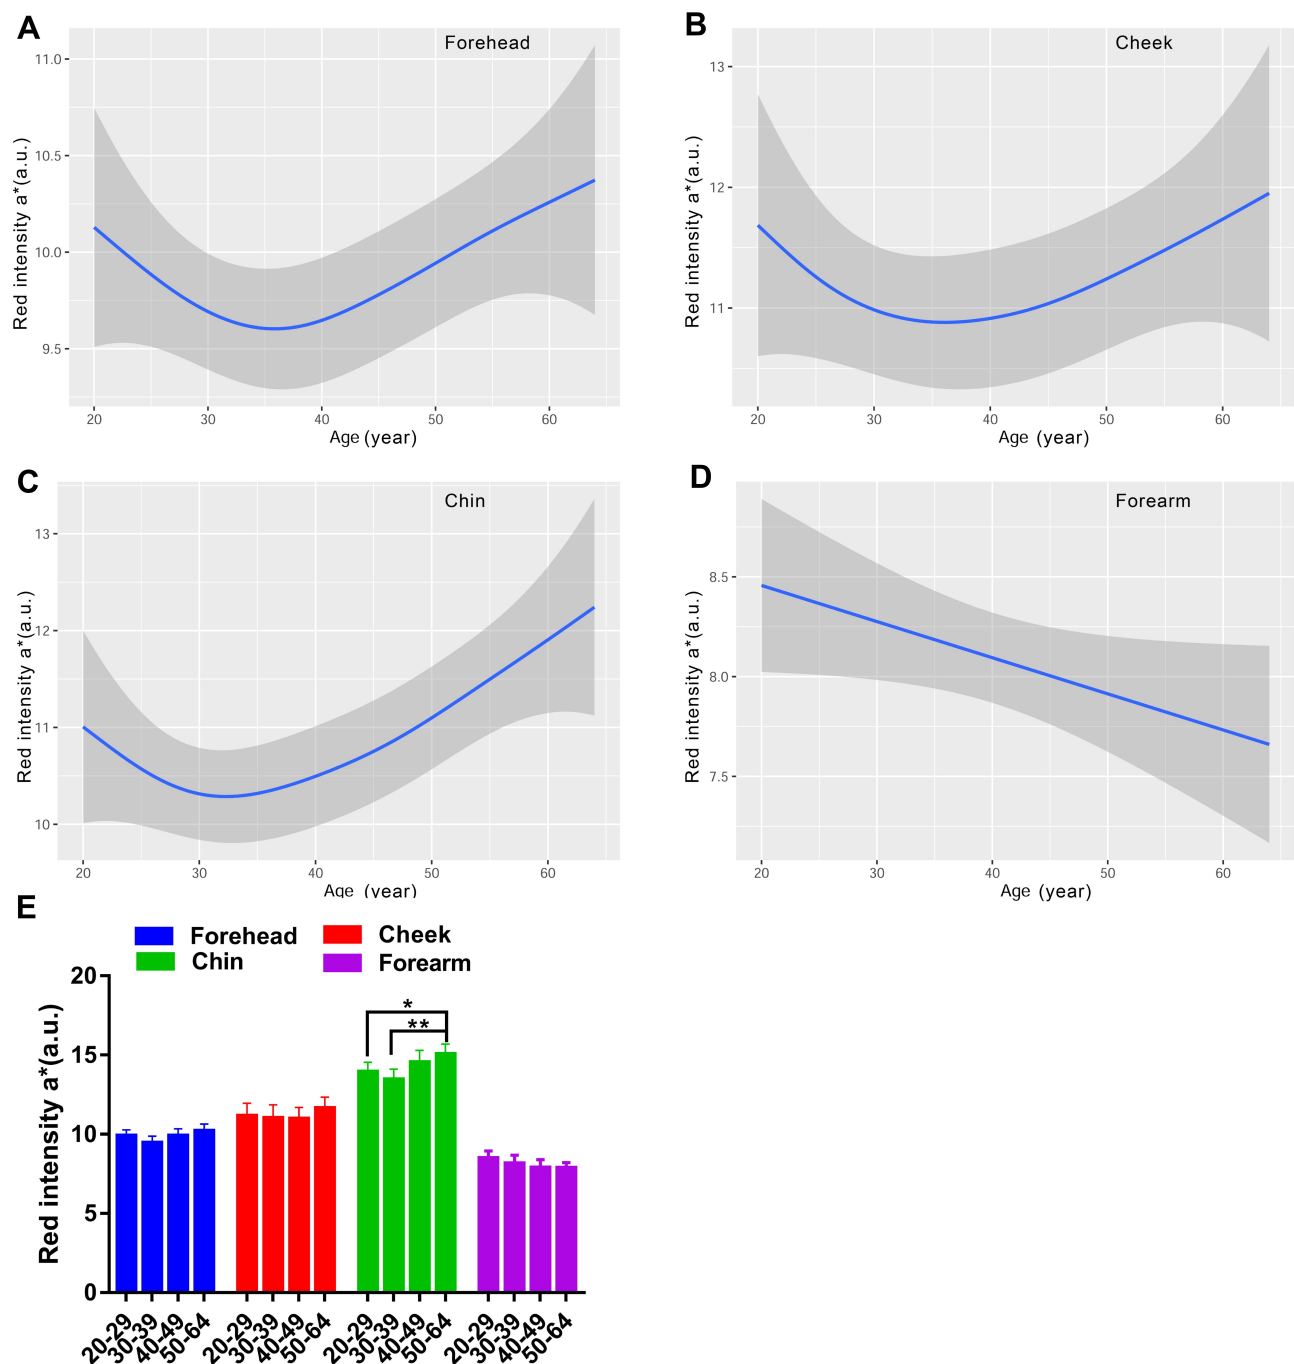 A
Forehead
Red intensity a*(a.u.)
11.0
10.5
10.0
9.5
20 30 40 50 60
Age (year)
B
Cheek
Red intensity a*(a.u.)
13
12
11
20 30 40 50 60
Age (year)
C
Chin
Red intensity a*(a.u.)
13
12
11
10
20 30 40 50 60
Age (year)
D
Forearm
Red intensity a*(a.u.)
8.5
8.0
7.5
20 30 40 50 60
Age (year)
E
Forehead Cheek
Chin Forearm
Red intensity a*(a.u.)
20
15
10
5
0
*
**
20-29 30-39 40-49 50-64 20-29 30-39 40-49 50-64 20-29 30-39 40-49 50-64 20-29 30-39 40-49 50-64